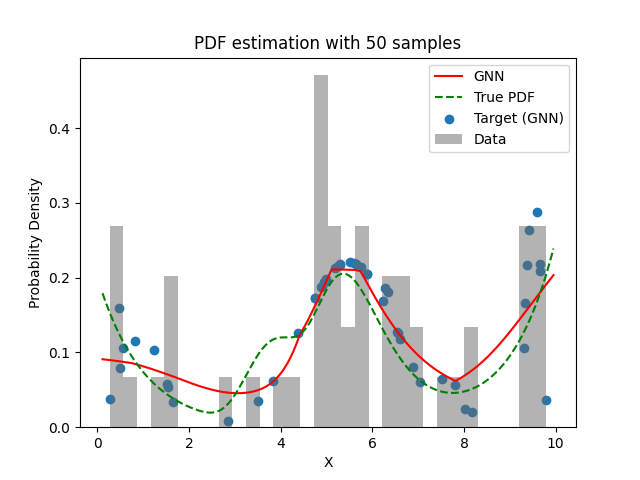 PDF estimation with 50 samples
GNN
True PDF
Target (GNN)
Data
Probability Density
0.4
0.3
0.2
0.1
0.0
0 2 4 6 8 10
X